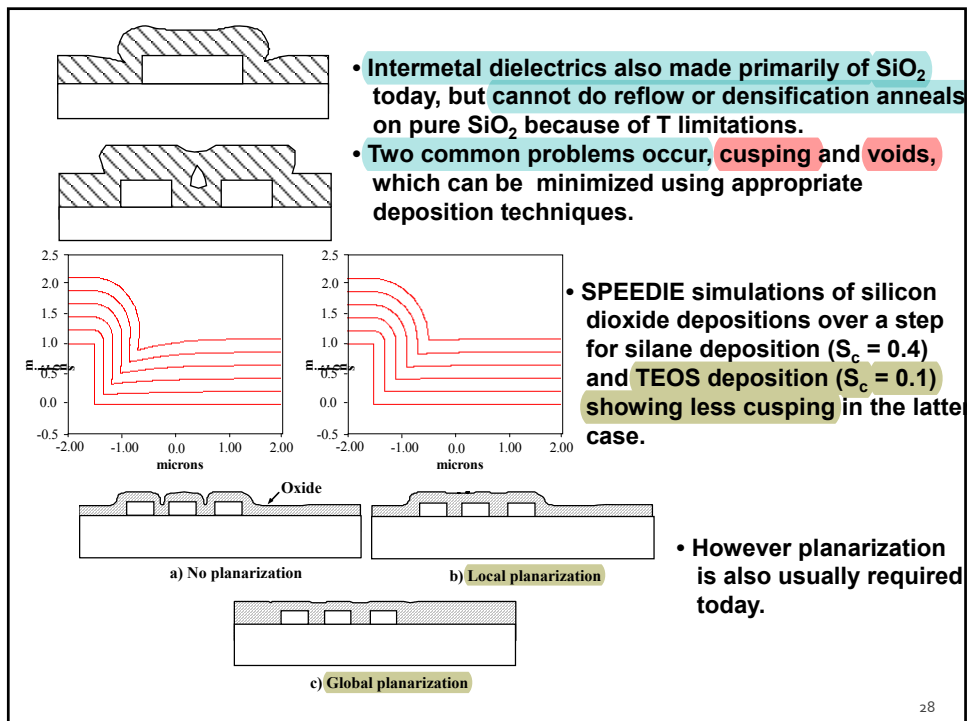 • Intermetal dielectrics also made primarily of SiO2
today, but cannot do reflow or densification anneals
on pure SiO2 because of T limitations.
• Two common problems occur, cusping and voids,
which can be minimized using appropriate
deposition techniques.
2.5
2.0
1.5
1.0
0.5
0.0
-0.5
-2.00 -1.00 0.0 1.00 2.00
microns
2.5
2.0
1.5
1.0
0.5
0.0
-0.5
-2.00 -1.00 0.0 1.00 2.00
microns
• SPEEDIE simulations of silicon
dioxide depositions over a step
for silane deposition (Sc = 0.4)
and TEOS deposition (Sc = 0.1)
showing less cusping in the latter
case.
Oxide
a) No planarization
b) Local planarization
c) Global planarization
• However planarization
is also usually required
today.
28